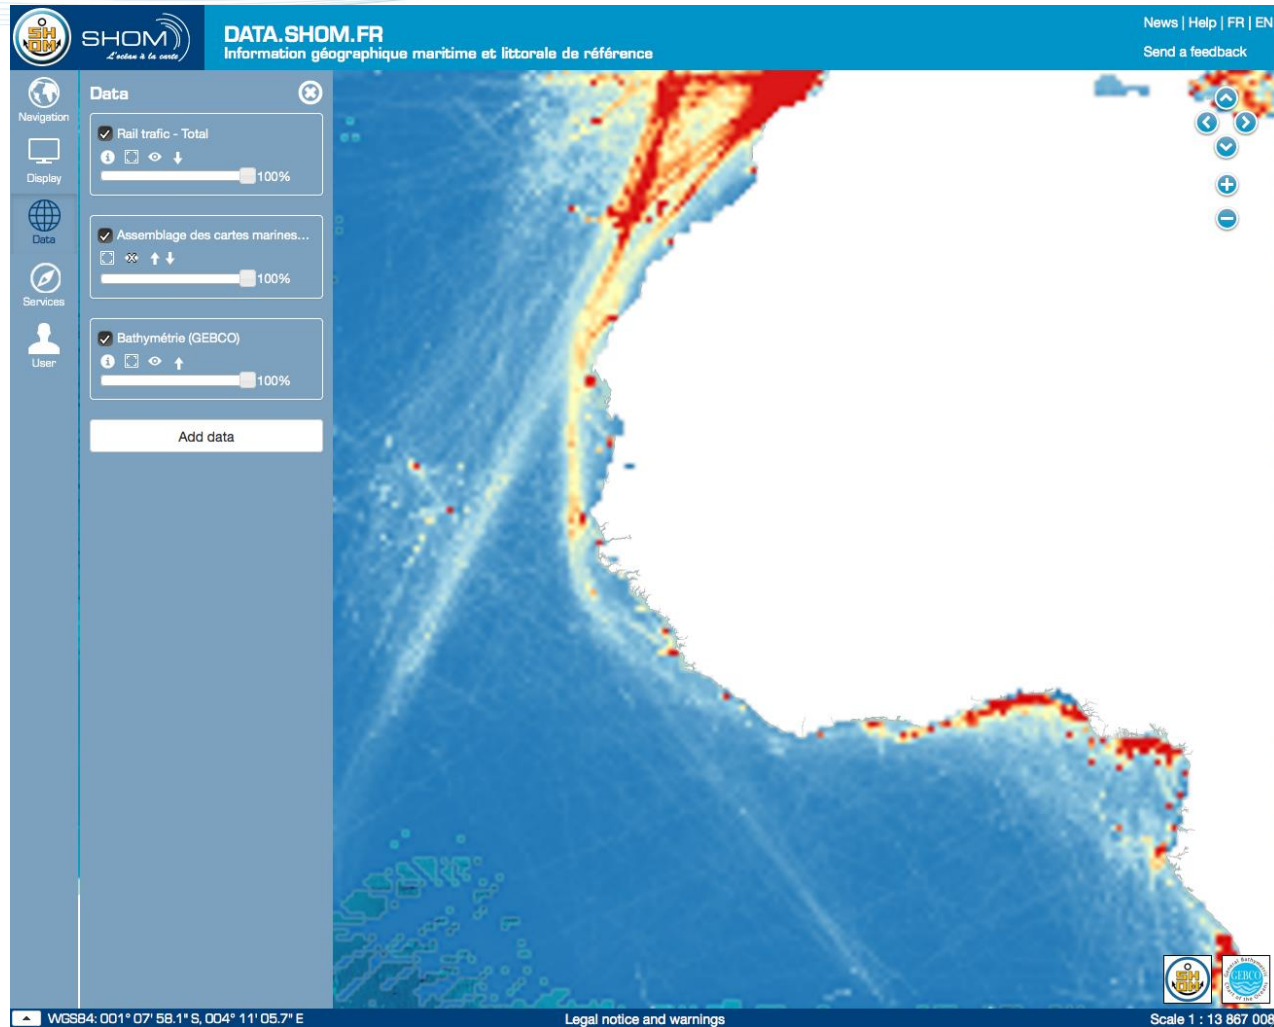 SHOM
L'océan à la carte
DATA.SHOM.FR
Information géographique maritime et littorale de référence
News | Help | FR | EN
Send a feedback
Navigation
Display
Data
Services
User
Data
Rail trafic - Total
100%
Assemblage des cartes marines...
100%
Bathymétrie (GEBCO)
100%
Add data
SHOM
GEBCO
WGS84: 001° 07' 58.1" S, 004° 11' 05.7" E
Legal notice and warnings
Scale 1 : 13 867 008